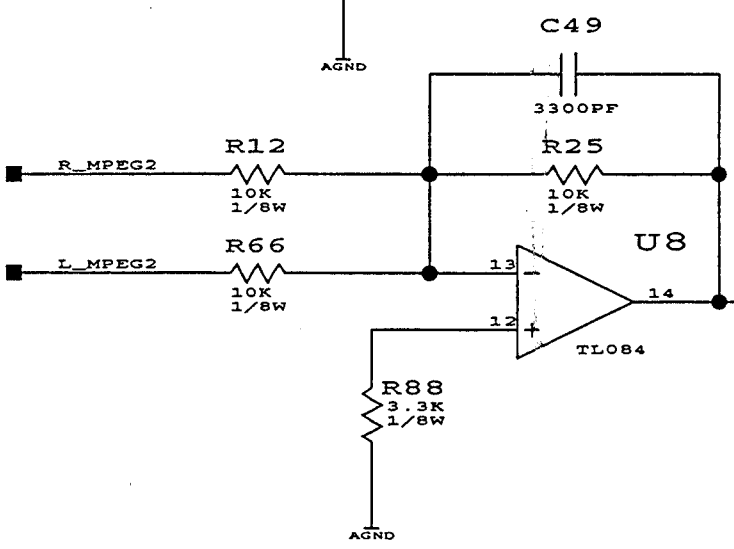 C49
AGND
3300PF
R12
R25
R_MPEG2
10K
1/8W
10K
1/8W
R66
U8
L_MPEG2
13
10K
1/8W
14
12
TL084
R88
3.3K
1/8W
AGND